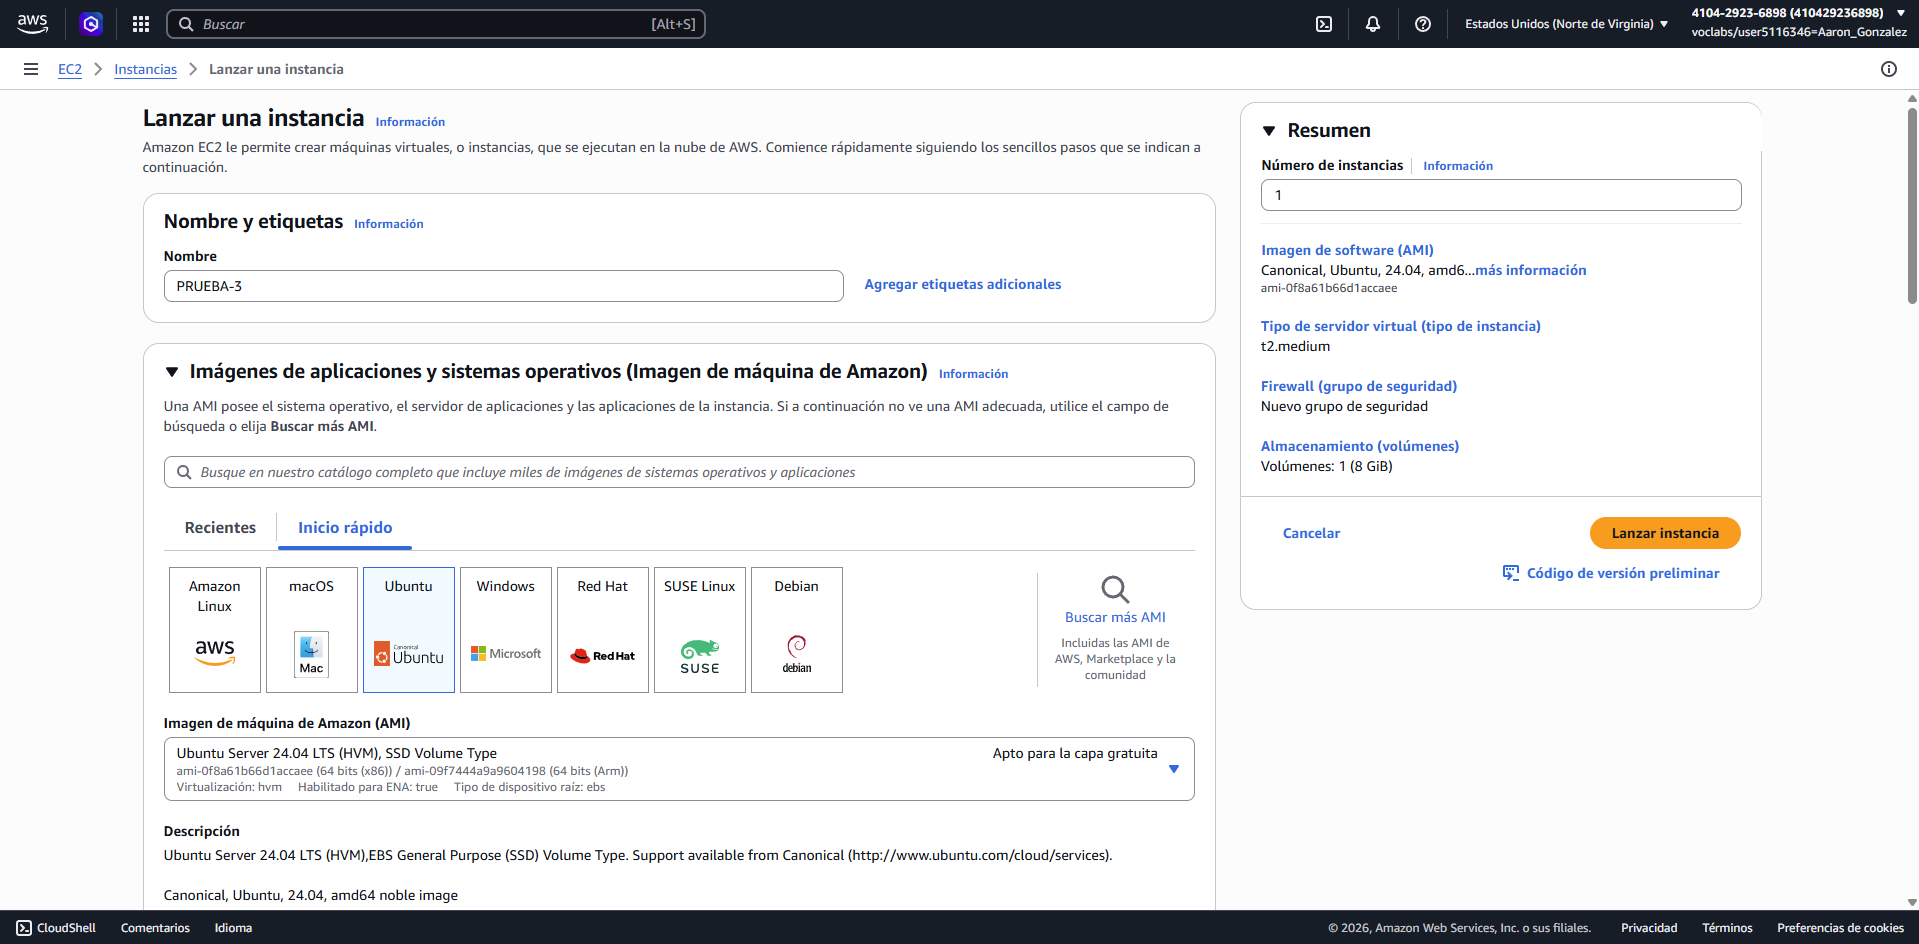 aws
Buscar
[Alt+S]
Estados Unidos (Norte de Virginia)
4104-2923-6898 (410429236898)
voclabs/user5116346=Aaron_Gonzalez
EC2
Instancias
Lanzar una instancia
Lanzar una instancia
Información
Amazon EC2 le permite crear máquinas virtuales, o instancias, que se ejecutan en la nube de AWS. Comience rápidamente siguiendo los sencillos pasos que se indican a
continuación.
Nombre y etiquetas
Información
Nombre
PRUEBA-3
Agregar etiquetas adicionales
Imágenes de aplicaciones y sistemas operativos (Imagen de máquina de Amazon)
Información
Una AMI posee el sistema operativo, el servidor de aplicaciones y las aplicaciones de la instancia. Si a continuación no ve una AMI adecuada, utilice el campo de
búsqueda o elija Buscar más AMI.
Busque en nuestro catálogo completo que incluye miles de imágenes de sistemas operativos y aplicaciones
Recientes
Inicio rápido
Amazon
Linux
aws
macOS
Mac
Ubuntu
Canonical
Ubuntu
Windows
Microsoft
Red Hat
Red Hat
SUSE Linux
SUSE
Debian
debian
Buscar más AMI
Incluidas las AMI de
AWS, Marketplace y la
comunidad
Imagen de máquina de Amazon (AMI)
Ubuntu Server 24.04 LTS (HVM), SSD Volume Type
Apto para la capa gratuita
ami-0f8a61b66d1accaee (64 bits (x86)) / ami-09f7444a9a9604198 (64 bits (Arm))
Virtualización: hvm
Habilitado para ENA: true
Tipo de dispositivo raíz: ebs
Descripción
Ubuntu Server 24.04 LTS (HVM),EBS General Purpose (SSD) Volume Type. Support available from Canonical (http://www.ubuntu.com/cloud/services).
Canonical, Ubuntu, 24.04, amd64 noble image
Resumen
Número de instancias
Información
1
Imagen de software (AMI)
Canonical, Ubuntu, 24.04, amd6...más información
ami-0f8a61b66d1accaee
Tipo de servidor virtual (tipo de instancia)
t2.medium
Firewall (grupo de seguridad)
Nuevo grupo de seguridad
Almacenamiento (volúmenes)
Volúmenes: 1 (8 GiB)
Cancelar
Lanzar instancia
Código de versión preliminar
CloudShell
Comentarios
Idioma
© 2026, Amazon Web Services, Inc. o sus filiales.
Privacidad
Términos
Preferencias de cookies